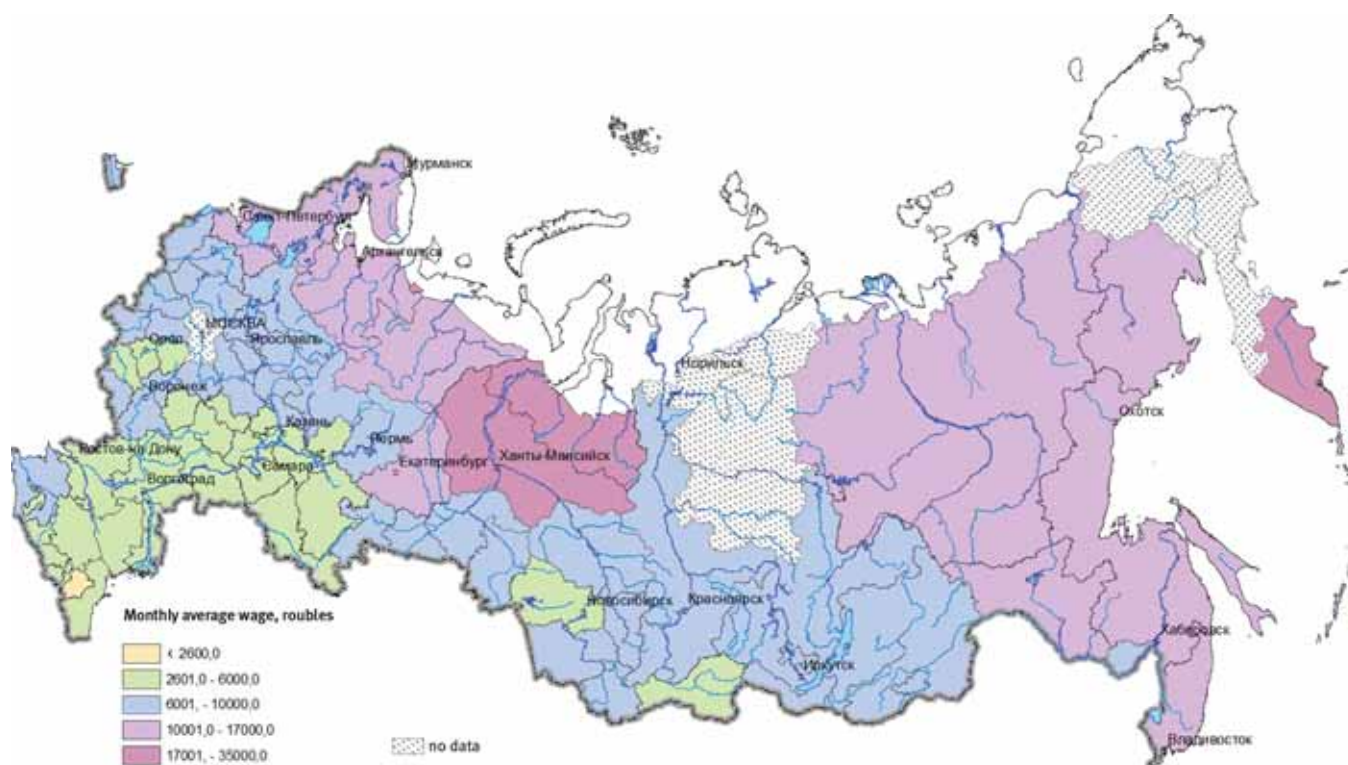 Мурманск
Санкт-Петербург
Архангельск
МОСКВА
Норильск
Орел
Ярославль
Воронеж
Охотск
Казань
Пермь
Ростов-на Дону
Екатеринбург
Ханты-Мансийск
Самара
Волгоград
Новосибирск
Красноярск
Хабаровск
Иркутск
Владивосток
Monthly average wage, roubles
< 2600,0
2601,0 - 6000,0
6001, - 10000,0
10001,0 - 17000,0
17001, - 35000,0
no data